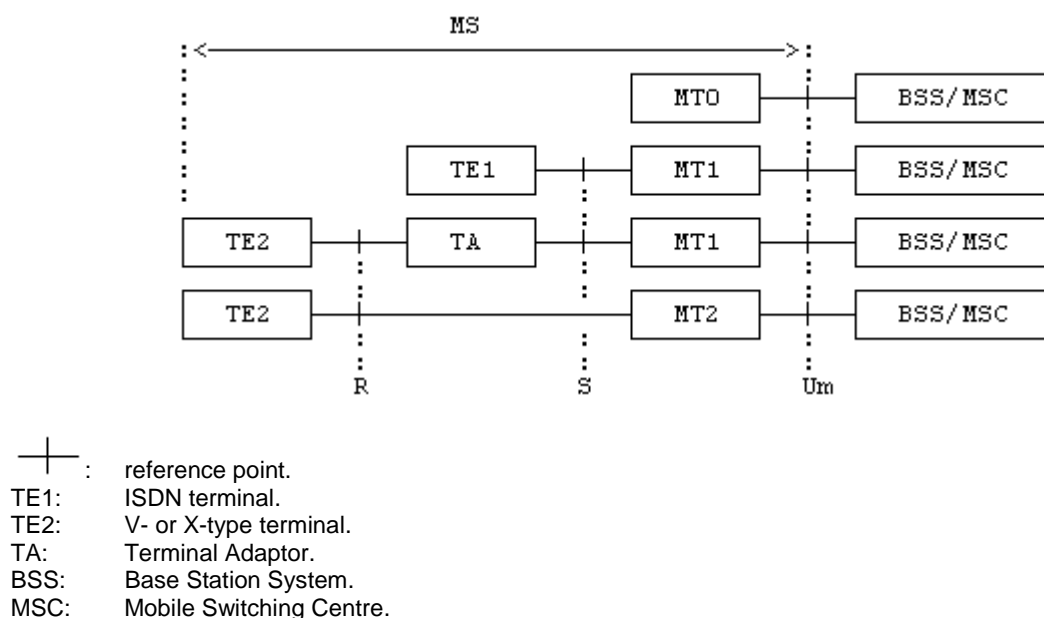 MS
MT0 BSS/MSC
TE1 MT1 BSS/MSC
TE2 TA MT1 BSS/MSC
TE2 MT2 BSS/MSC
R S Um
: reference point.
TE1: ISDN terminal.
TE2: V- or X-type terminal.
TA: Terminal Adaptor.
BSS: Base Station System.
MSC: Mobile Switching Centre.